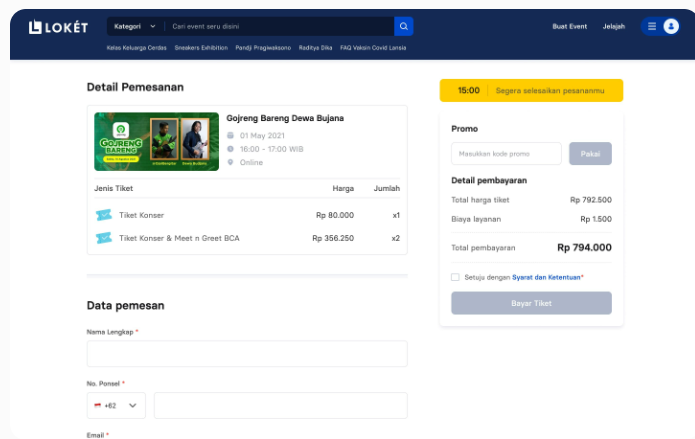 LOKÉT
Kategori
Cari event seru disini
Buat Event
Jelajah
Kelas Keluarga Cerdas
Sneakers Exhibition
Pandji Pragiwaksono
Raditya Dika
FAQ Vaksin Covid Lansia
Detail Pemesanan
GOJRENG
BARENG
Gojreng Bareng Dewa Bujana
01 May 2021
16:00 - 17:00 WIB
Online
Jenis Tiket
Harga
Jumlah
Tiket Konser
Rp 80.000
x1
Tiket Konser & Meet n Greet BCA
Rp 356.250
x2
Data pemesan
Nama Lengkap *
No. Ponsel *
+62
Email *
15:00
Segera selesaikan pesananmu
Promo
Masukkan kode promo
Pakai
Detail pembayaran
Total harga tiket
Rp 792.500
Biaya layanan
Rp 1.500
Total pembayaran
Rp 794.000
Setuju dengan Syarat dan Ketentuan*
Bayar Tiket